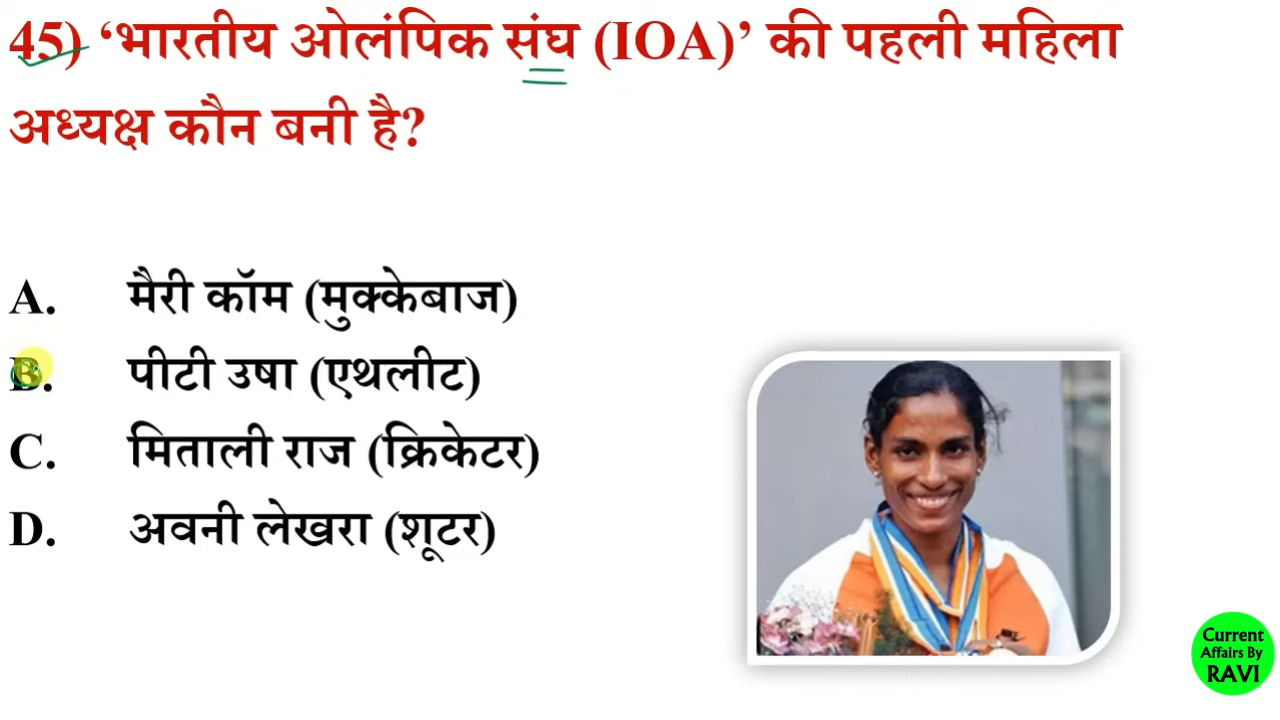 45) ‘भारतीय ओलंपिक संघ (IOA)’ की पहली महिला
अध्यक्ष कौन बनी है?
A. मैरी कॉम (मुक्केबाज)
B. पीटी उषा (एथलीट)
C. मिताली राज (क्रिकेटर)
D. अवनी लेखरा (शूटर)
Current
Affairs By
RAVI